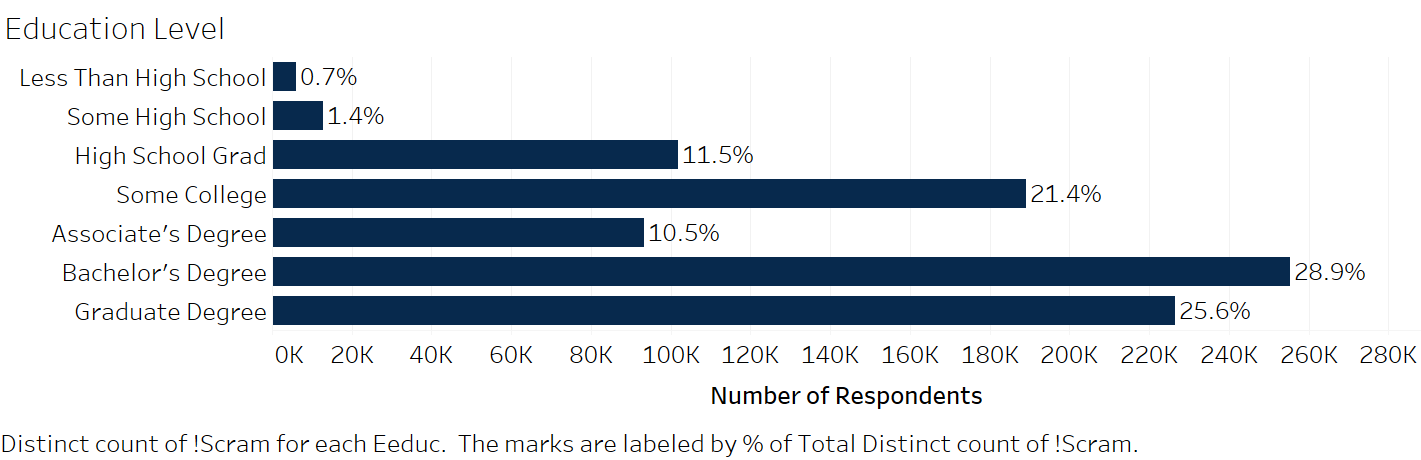 Education Level
Less Than High School 0.7%
Some High School 1.4%
High School Grad 11.5%
Some College 21.4%
Associate's Degree 10.5%
Bachelor's Degree 28.9%
Graduate Degree 25.6%
0K 20K 40K 60K 80K 100K 120K 140K 160K 180K 200K 220K 240K 260K 280K
Number of Respondents
Distinct count of !Scram for each Eeduc.  The marks are labeled by % of Total Distinct count of !Scram.